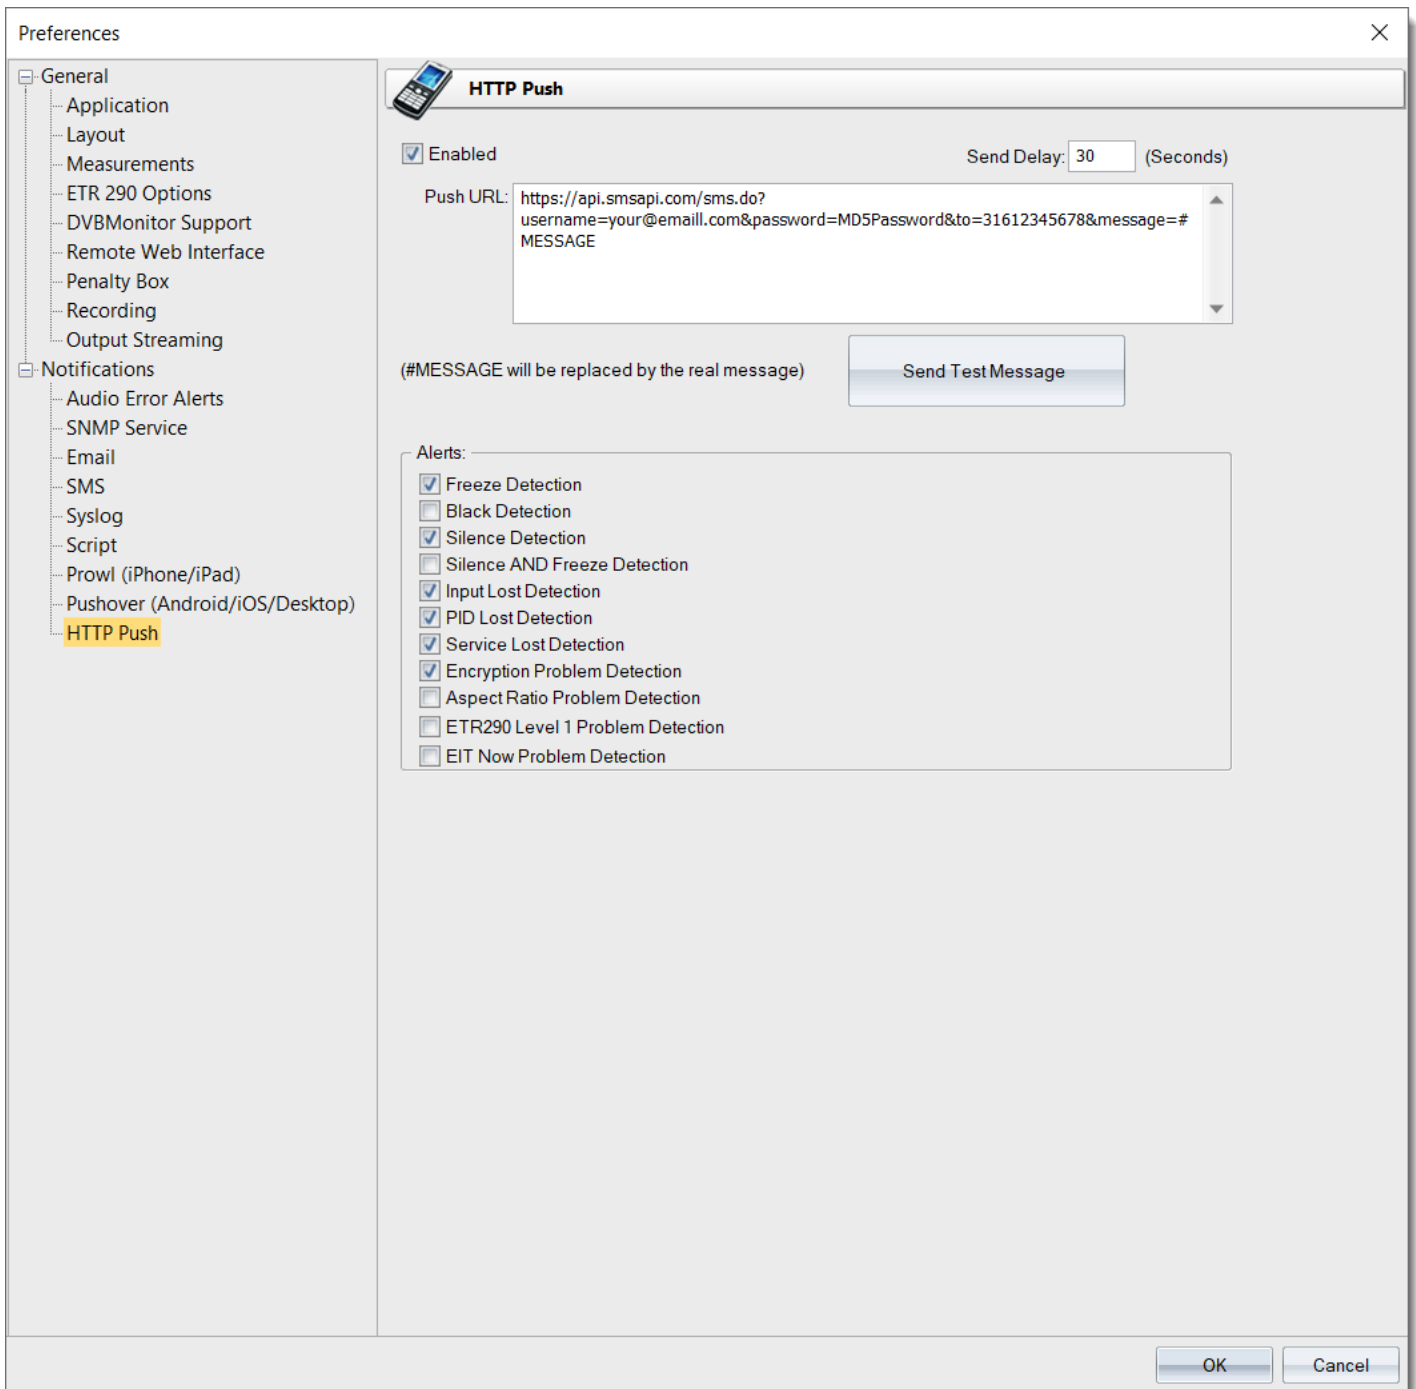 Preferences
General
Application
Layout
Measurements
ETR 290 Options
DVBMonitor Support
Remote Web Interface
Penalty Box
Recording
Output Streaming
Notifications
Audio Error Alerts
SNMP Service
Email
SMS
Syslog
Script
Prowl (iPhone/iPad)
Pushover (Android/iOS/Desktop)
HTTP Push
HTTP Push
Enabled
Send Delay: 30 (Seconds)
Push URL: https://api.smsapi.com/sms.do?
username=your@emaill.com&password=MD5Password&to=31612345678&message=#
MESSAGE
(#MESSAGE will be replaced by the real message)
Send Test Message
Alerts:
Freeze Detection
Black Detection
Silence Detection
Silence AND Freeze Detection
Input Lost Detection
PID Lost Detection
Service Lost Detection
Encryption Problem Detection
Aspect Ratio Problem Detection
ETR290 Level 1 Problem Detection
EIT Now Problem Detection
OK
Cancel